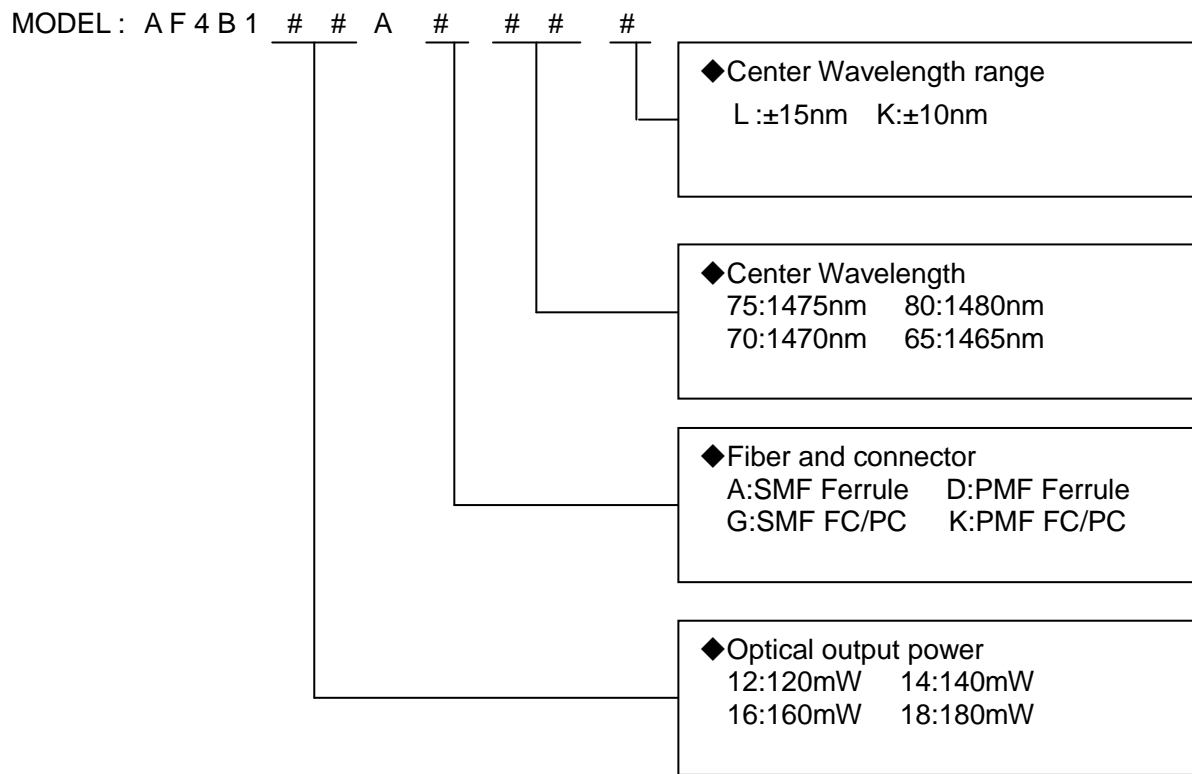 MODEL : A F 4 B 1 # # A # # # #
◆Center Wavelength range
L :±15nm K:±10nm
◆Center Wavelength
75:1475nm 80:1480nm
70:1470nm 65:1465nm
◆Fiber and connector
A:SMF Ferrule D:PMF Ferrule
G:SMF FC/PC K:PMF FC/PC
◆Optical output power
12:120mW 14:140mW
16:160mW 18:180mW